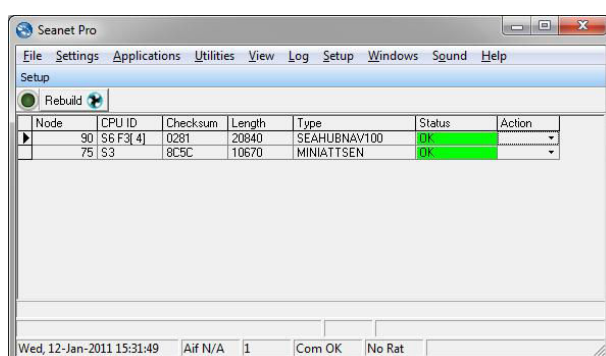 Seanet Pro
File Settings Applications Utilities View Log Setup Windows Sound Help
Setup
Rebuild
Node CPU ID Checksum Length Type Status Action
90 S6 F3[ 4] 0281 20840 SEAHUBNAV100 OK
75 S3 8C5C 10670 MINIATTSEN OK
Wed, 12-Jan-2011 15:31:49 Aif N/A 1 Com OK No Rat